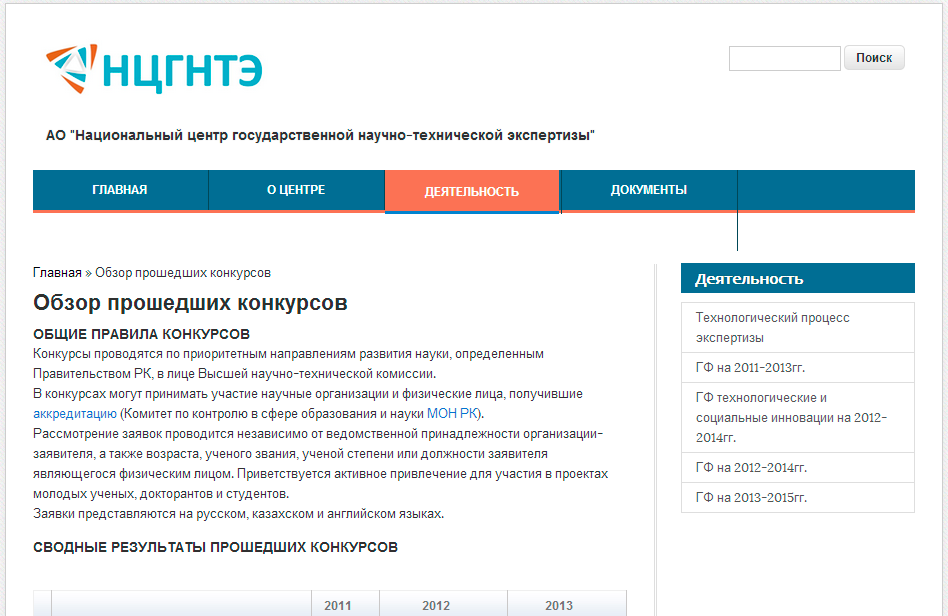 НЦГНТЭ
Поиск
АО "Национальный центр государственной научно-технической экспертизы"
ГЛАВНАЯ
О ЦЕНТРЕ
ДЕЯТЕЛЬНОСТЬ
ДОКУМЕНТЫ
Главная » Обзор прошедших конкурсов
Обзор прошедших конкурсов
ОБЩИЕ ПРАВИЛА КОНКУРСОВ
Конкурсы проводятся по приоритетным направлениям развития науки, определенным
Правительством РК, в лице Высшей научно-технической комиссии.
В конкурсах могут принимать участие научные организации и физические лица, получившие
аккредитацию (Комитет по контролю в сфере образования и науки МОН РК).
Рассмотрение заявок проводится независимо от ведомственной принадлежности организации-
заявителя, а также возраста, ученого звания, ученой степени или должности заявителя
являющегося физическим лицом. Приветствуется активное привлечение для участия в проектах
молодых ученых, докторантов и студентов.
Заявки представляются на русском, казахском и английском языках.
СВОДНЫЕ РЕЗУЛЬТАТЫ ПРОШЕДШИХ КОНКУРСОВ
2011
2012
2013
Деятельность
Технологический процесс
экспертизы
ГФ на 2011-2013гг.
ГФ технологические и
социальные инновации на 2012-
2014гг.
ГФ на 2012-2014гг.
ГФ на 2013-2015гг.